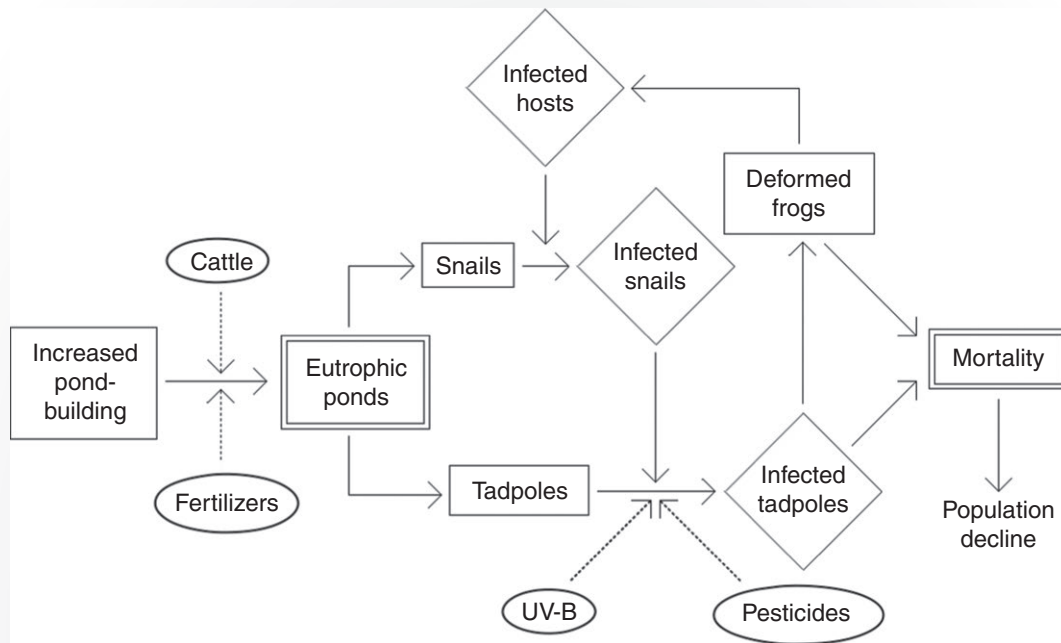 Infected
hosts
Deformed
frogs
Cattle
Snails
Infected
snails
Increased
pond-
building
Eutrophic
ponds
Mortality
Fertilizers
Tadpoles
Infected
tadpoles
Population
decline
UV-B
Pesticides